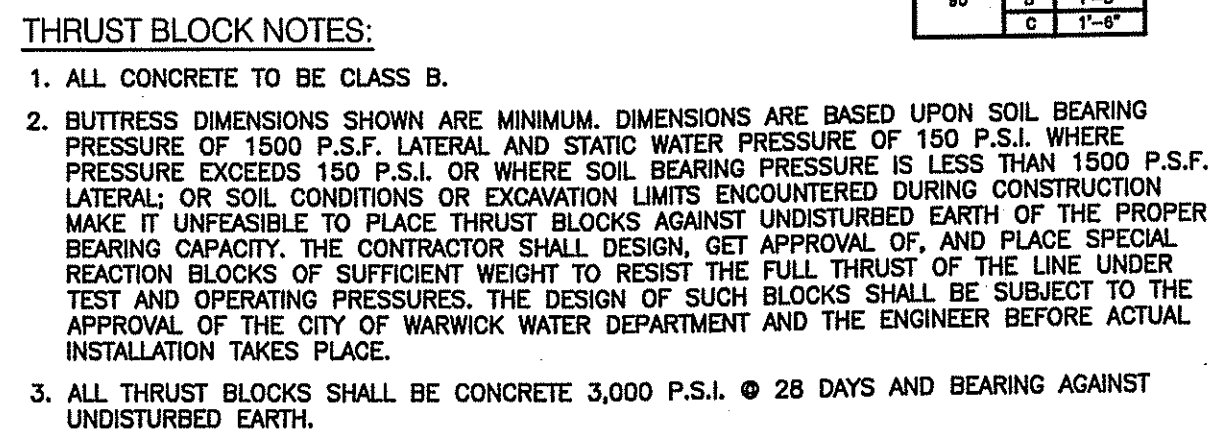 C 1'-6"
THRUST BLOCK NOTES:
1. ALL CONCRETE TO BE CLASS B.
2. BUTTRESS DIMENSIONS SHOWN ARE MINIMUM. DIMENSIONS ARE BASED UPON SOIL BEARING
PRESSURE OF 1500 P.S.F. LATERAL AND STATIC WATER PRESSURE OF 150 P.S.I. WHERE
PRESSURE EXCEEDS 150 P.S.I. OR WHERE SOIL BEARING PRESSURE IS LESS THAN 1500 P.S.F.
LATERAL; OR SOIL CONDITIONS OR EXCAVATION LIMITS ENCOUNTERED DURING CONSTRUCTION
MAKE IT UNFEASIBLE TO PLACE THRUST BLOCKS AGAINST UNDISTURBED EARTH OF THE PROPER
BEARING CAPACITY. THE CONTRACTOR SHALL DESIGN, GET APPROVAL OF, AND PLACE SPECIAL
REACTION BLOCKS OF SUFFICIENT WEIGHT TO RESIST THE FULL THRUST OF THE LINE UNDER
TEST AND OPERATING PRESSURES. THE DESIGN OF SUCH BLOCKS SHALL BE SUBJECT TO THE
APPROVAL OF THE CITY OF WARWICK WATER DEPARTMENT AND THE ENGINEER BEFORE ACTUAL
INSTALLATION TAKES PLACE.
3. ALL THRUST BLOCKS SHALL BE CONCRETE 3,000 P.S.I. @ 28 DAYS AND BEARING AGAINST
UNDISTURBED EARTH.